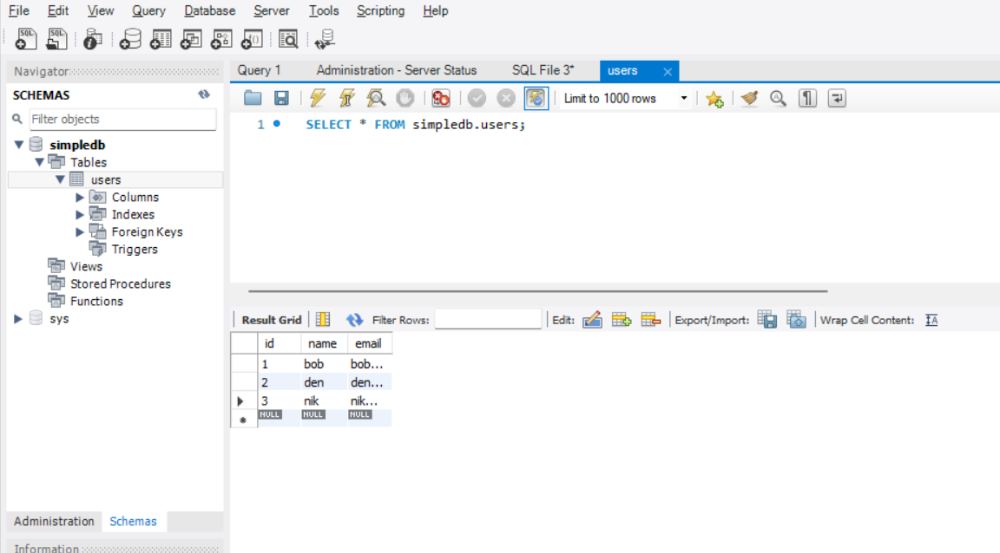 File Edit View Query Database Server Tools Scripting Help
SQL SQL
Navigator
Query 1 Administration - Server Status SQL File 3* users
SCHEMAS
Limit to 1000 rows
Filter objects
1 SELECT * FROM simpledb.users;
simpledb
Tables
users
Columns
Indexes
Foreign Keys
Triggers
Views
Stored Procedures
Functions
sys
Result Grid Filter Rows: Edit: Export/Import: Wrap Cell Content: IA
id name email
1 bob bob...
2 den den...
3 nik nik...
NULL NULL NULL
Administration Schemas
Information